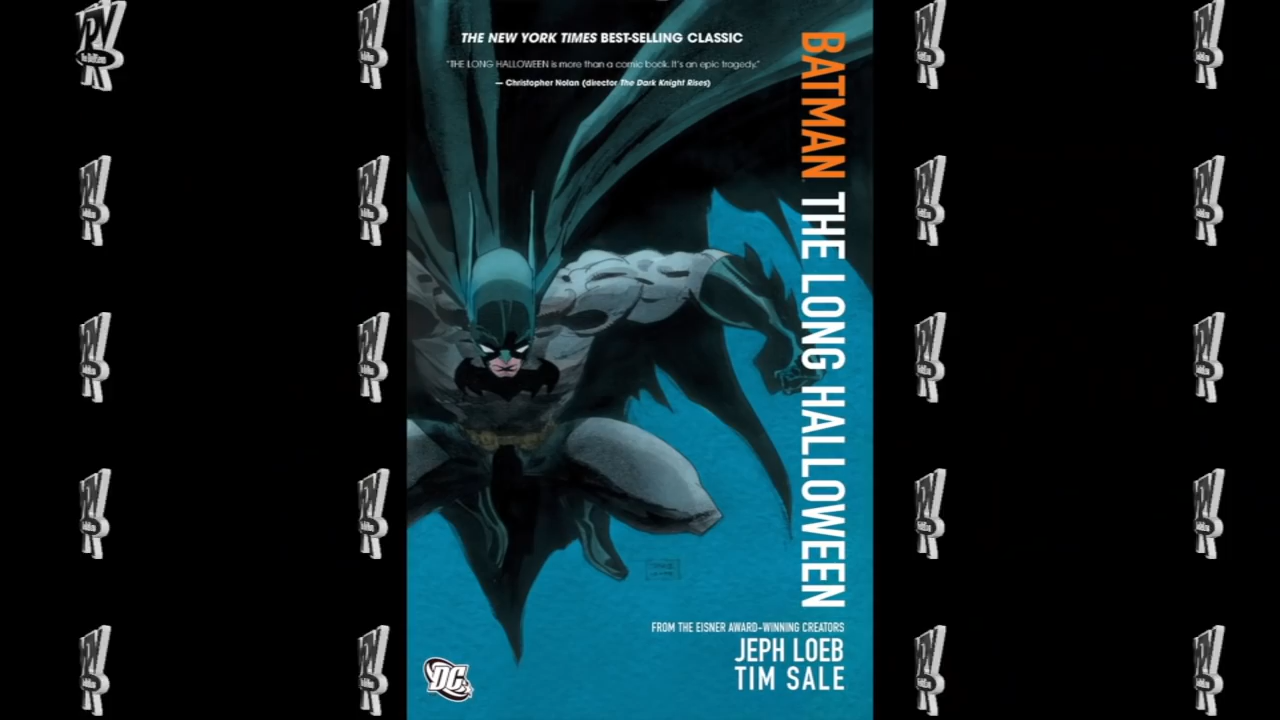 THE NEW YORK TIMES BEST-SELLING CLASSIC
"THE LONG HALLOWEEN is more than a comic book. It's an epic tragedy."
— Christopher Nolan (director The Dark Knight Rises)
BATMAN THE LONG HALLOWEEN
FROM THE EISNER AWARD-WINNING CREATORS
JEPH LOEB
TIM SALE
DC